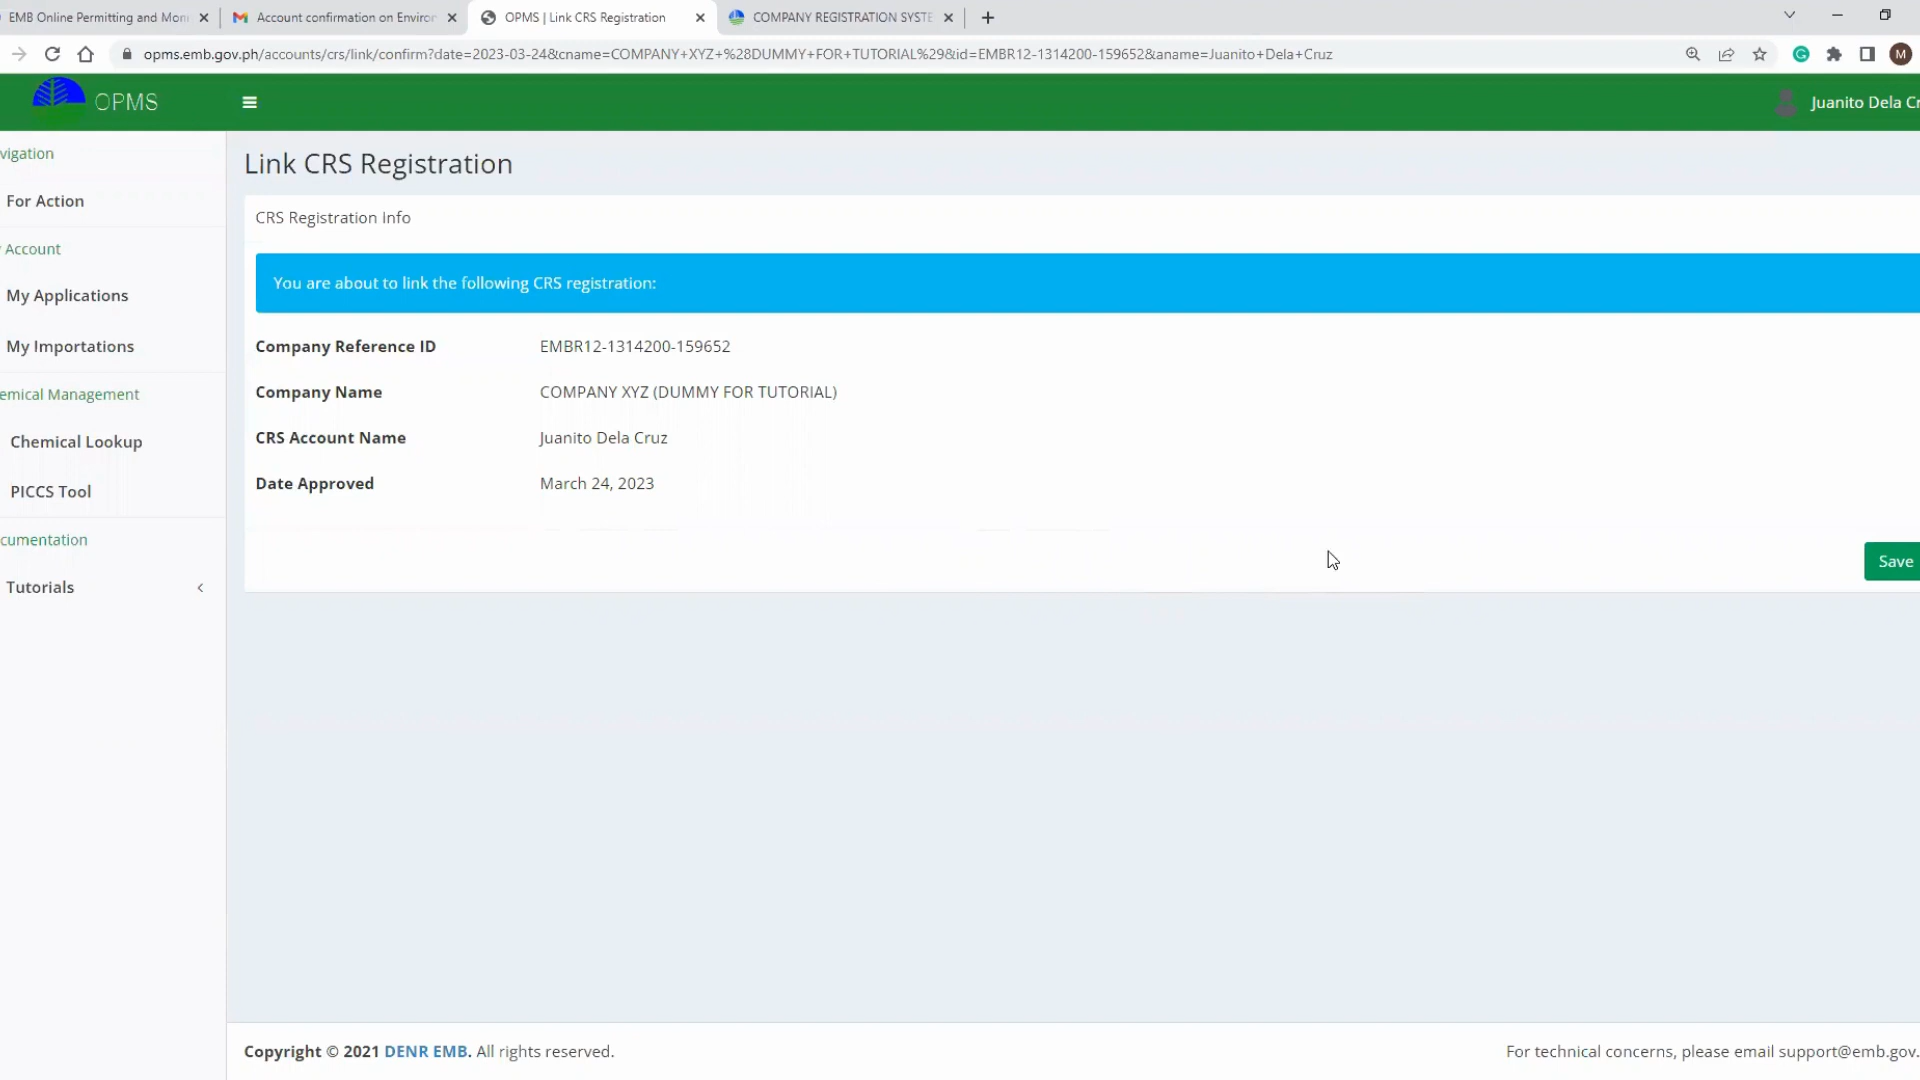 EMB Online Permitting and Mon
Account confirmation on Enviro
OPMS | Link CRS Registration
COMPANY REGISTRATION SYSTE
opms.emb.gov.ph/accounts/crs/link/confirm?date=2023-03-24&cname=COMPANY+XYZ+%28DUMMY+FOR+TUTORIAL%29&id=EMBR12-1314200-159652&aname=Juanito+Dela+Cruz
M
OPMS
Juanito Dela Cr
vigation
For Action
Account
My Applications
My Importations
emical Management
Chemical Lookup
PICCS Tool
cumentation
Tutorials
Link CRS Registration
CRS Registration Info
You are about to link the following CRS registration:
Company Reference ID EMBR12-1314200-159652
Company Name COMPANY XYZ (DUMMY FOR TUTORIAL)
CRS Account Name Juanito Dela Cruz
Date Approved March 24, 2023
Save
Copyright © 2021 DENR EMB. All rights reserved.
For technical concerns, please email support@emb.gov.